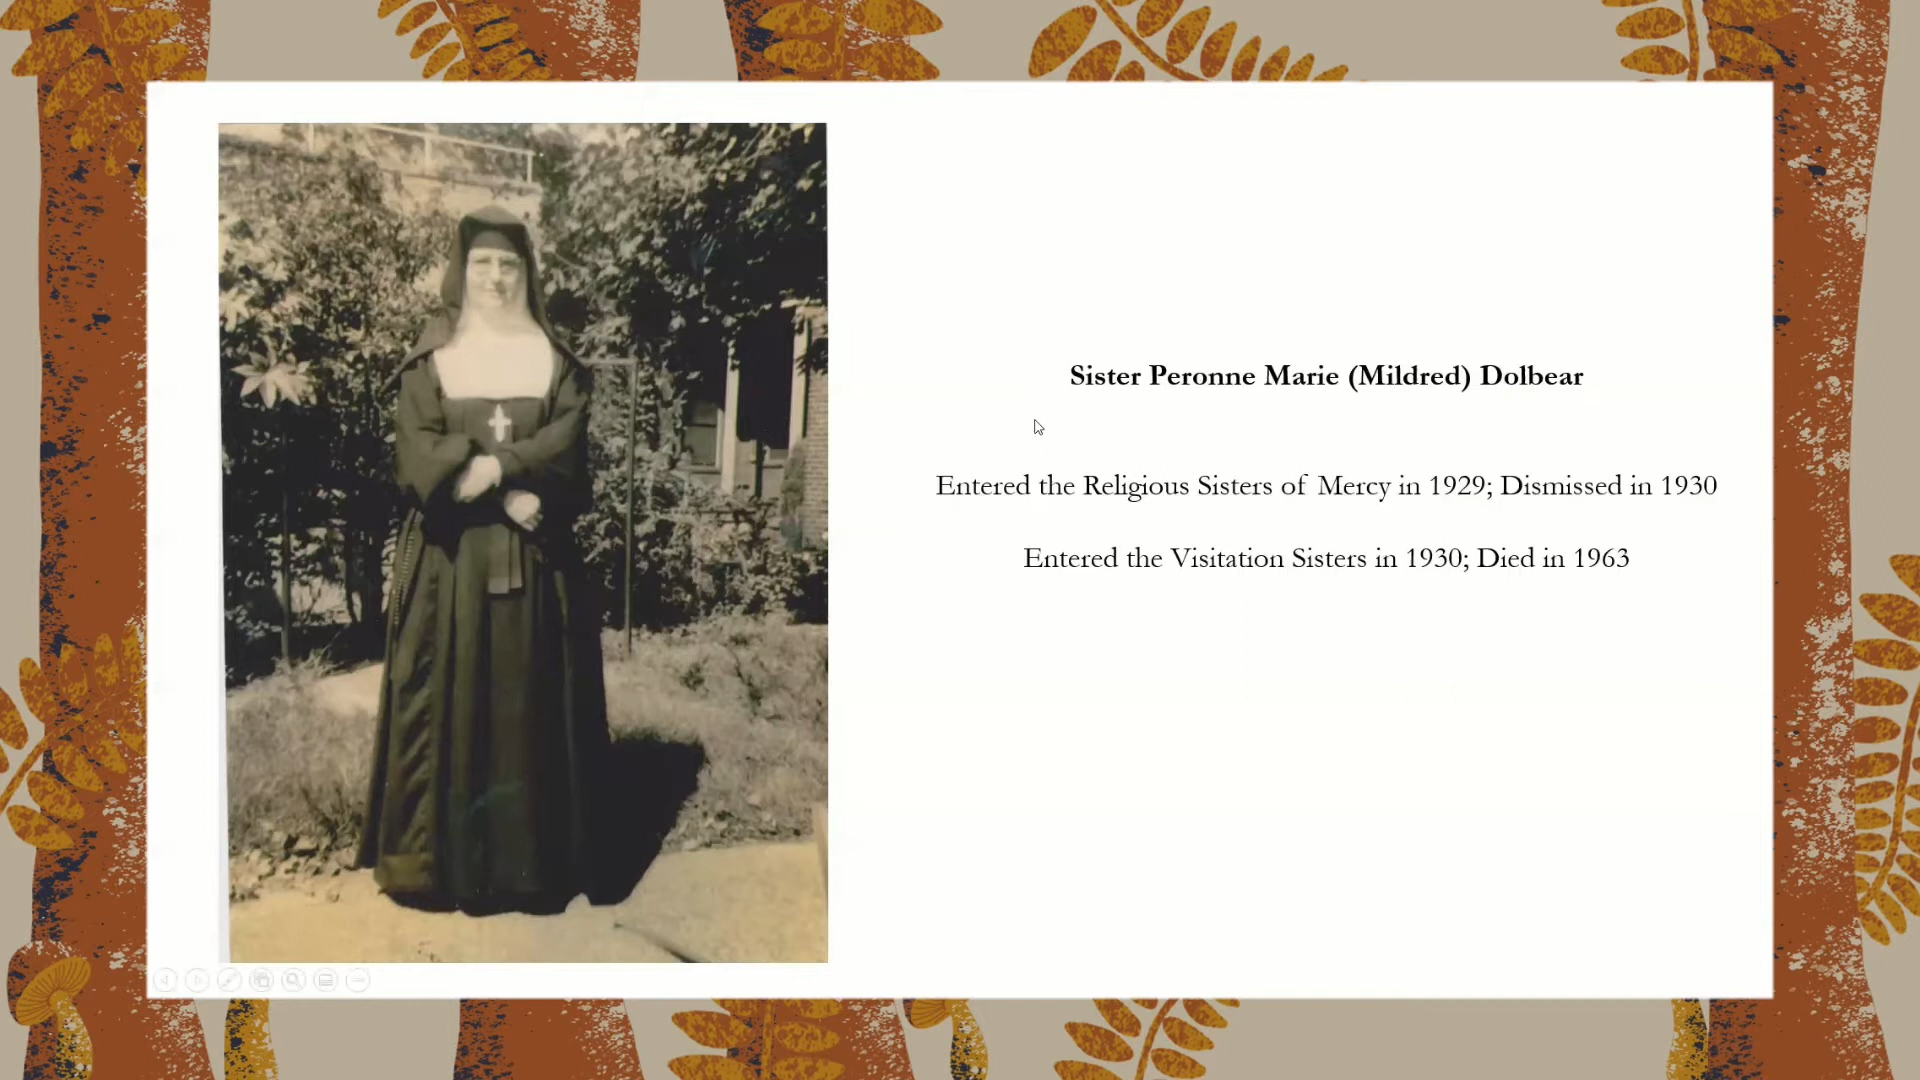 Sister Peronne Marie (Mildred) Dolbear
Entered the Religious Sisters of Mercy in 1929; Dismissed in 1930
Entered the Visitation Sisters in 1930; Died in 1963